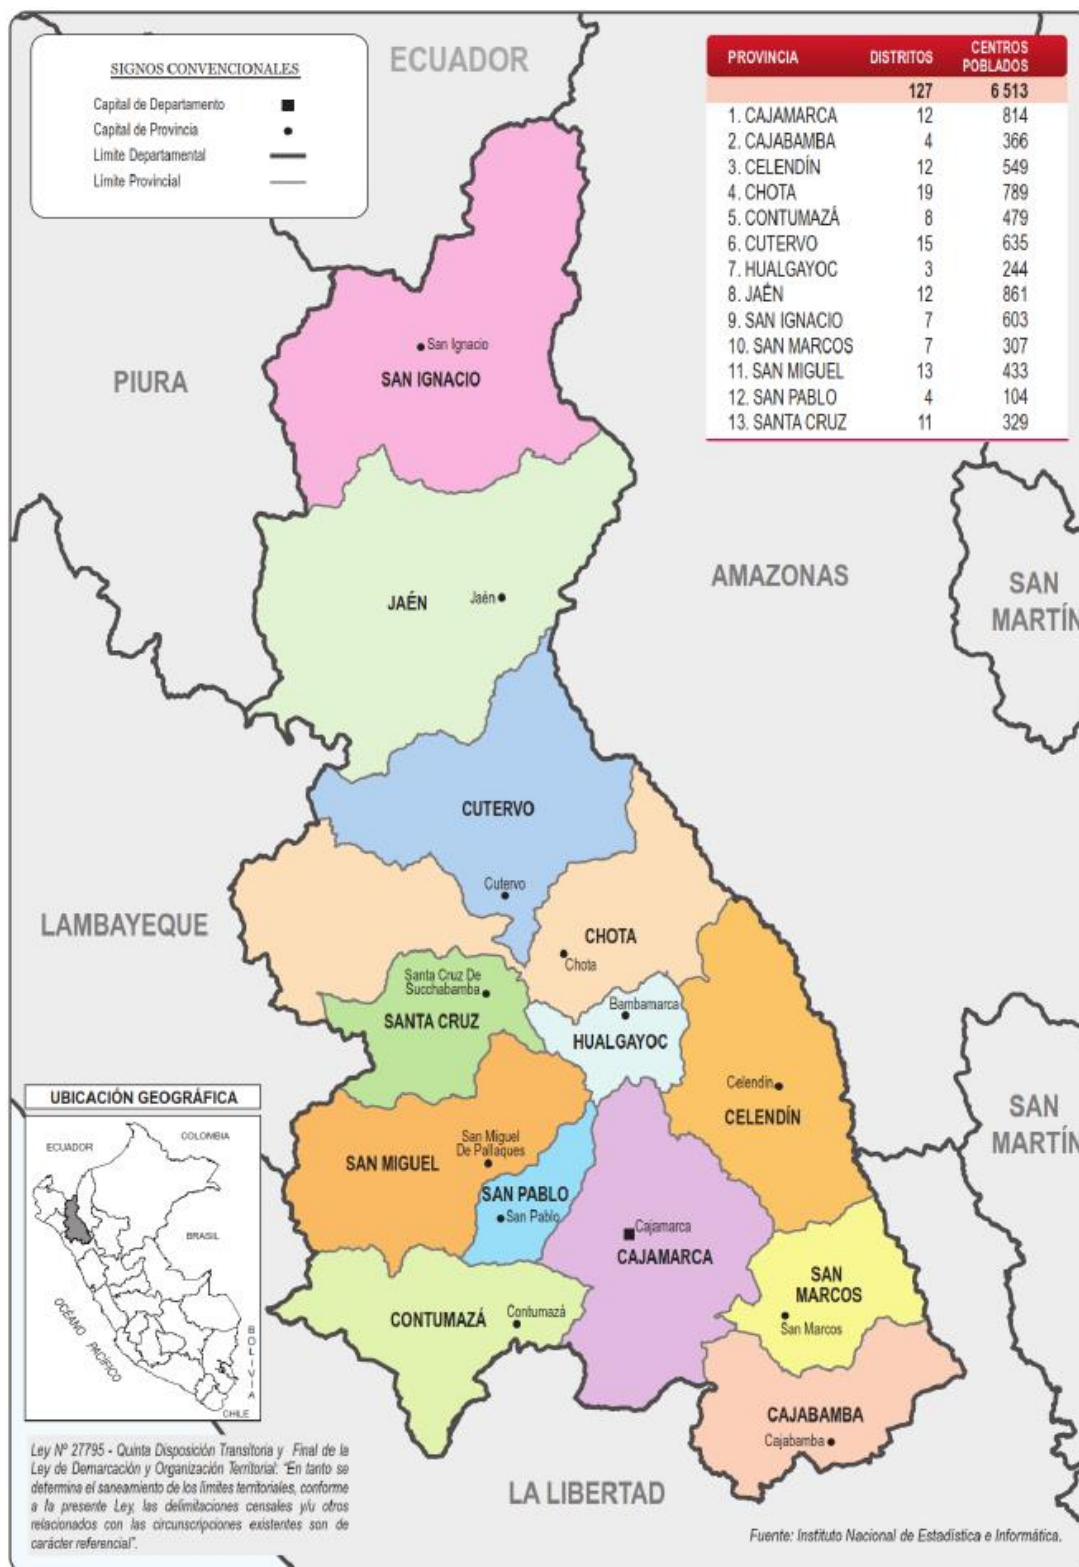 SIGNOS CONVENCIONALES
Capital de Departamento
Capital de Provincia
Límite Departamental
Límite Provincial
ECUADOR
PROVINCIA DISTRITOS CENTROS POBLADOS
127 6 513
1. CAJAMARCA 12 814
2. CAJABAMBA 4 366
3. CELENDÍN 12 549
4. CHOTA 19 789
5. CONTUMAZÁ 8 479
6. CUTERVO 15 635
7. HUALGAYOC 3 244
8. JAÉN 12 861
9. SAN IGNACIO 7 603
10. SAN MARCOS 7 307
11. SAN MIGUEL 13 433
12. SAN PABLO 4 104
13. SANTA CRUZ 11 329
San Ignacio
SAN IGNACIO
PIURA
AMAZONAS
SAN
MARTÍN
JAÉN
Jaén
CUTERVO
Cutervo
LAMBAYEQUE
CHOTA
Chota
Santa Cruz De
Succhabamba
SANTA CRUZ
Bambamarca
HUALGAYOC
Celendín
CELENDÍN
SAN
MARTÍN
San Miguel
De Pallaques
SAN MIGUEL
SAN PABLO
San Pablo
Cajamarca
CAJAMARCA
SAN
MARCOS
San Marcos
CONTUMAZÁ
Contumazá
CAJABAMBA
Cajabamba
LA LIBERTAD
UBICACIÓN GEOGRÁFICA
ECUADOR
COLOMBIA
BRASIL
OCÉANO PACÍFICO
BOLIVIA
CHILE
Ley Nº 27795 - Quinta Disposición Transitoria y Final de la
Ley de Demarcación y Organización Territorial: "En tanto se
determina el saneamiento de los límites territoriales, conforme
a la presente Ley, las delimitaciones censales y/u otros
relacionados con las circunscripciones existentes son de
carácter referencial".
Fuente: Instituto Nacional de Estadística e Informática.